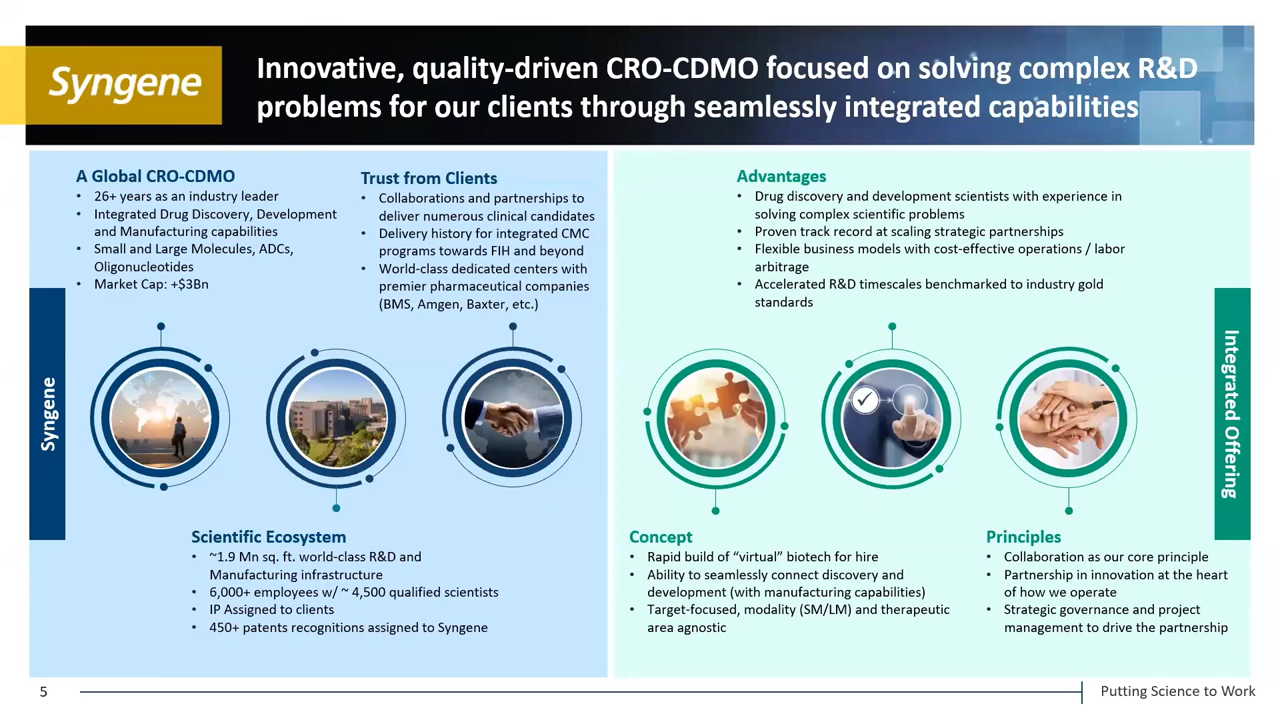 Syngene
Innovative, quality-driven CRO-CDMO focused on solving complex R&D
problems for our clients through seamlessly integrated capabilities
Syngene
A Global CRO-CDMO
• 26+ years as an industry leader
• Integrated Drug Discovery, Development
and Manufacturing capabilities
• Small and Large Molecules, ADCs,
Oligonucleotides
• Market Cap: +$3Bn
Trust from Clients
• Collaborations and partnerships to
deliver numerous clinical candidates
• Delivery history for integrated CMC
programs towards FIH and beyond
• World-class dedicated centers with
premier pharmaceutical companies
(BMS, Amgen, Baxter, etc.)
Scientific Ecosystem
• ~1.9 Mn sq. ft. world-class R&D and
Manufacturing infrastructure
• 6,000+ employees w/ ~ 4,500 qualified scientists
• IP Assigned to clients
• 450+ patents recognitions assigned to Syngene
Integrated Offering
Advantages
• Drug discovery and development scientists with experience in
solving complex scientific problems
• Proven track record at scaling strategic partnerships
• Flexible business models with cost-effective operations / labor
arbitrage
• Accelerated R&D timescales benchmarked to industry gold
standards
Concept
• Rapid build of “virtual” biotech for hire
• Ability to seamlessly connect discovery and
development (with manufacturing capabilities)
• Target-focused, modality (SM/LM) and therapeutic
area agnostic
Principles
• Collaboration as our core principle
• Partnership in innovation at the heart
of how we operate
• Strategic governance and project
management to drive the partnership
5
Putting Science to Work